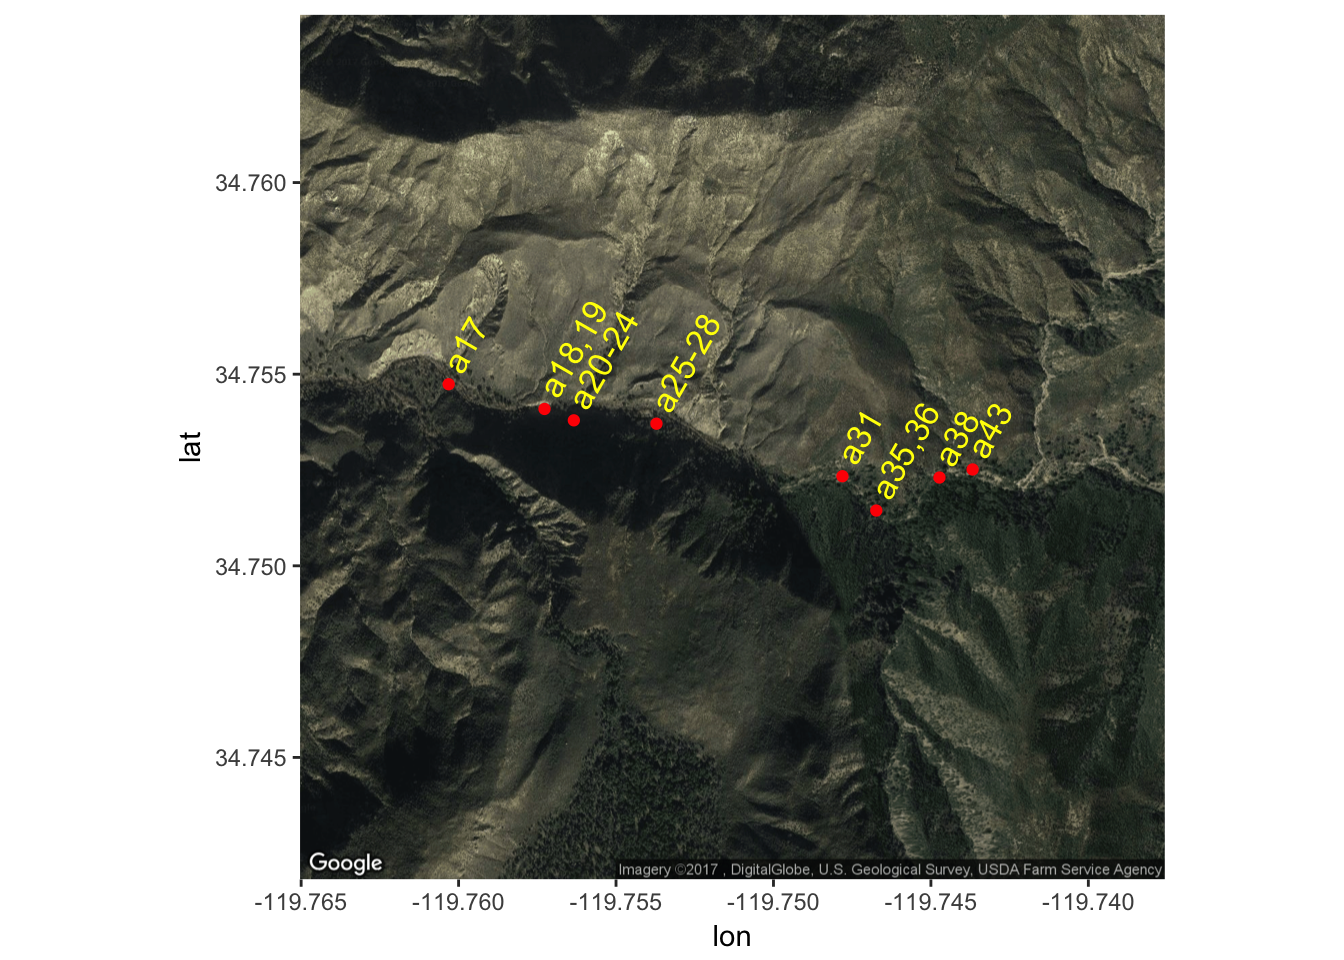 34.760
34.755
34.750
34.745
lat
a17
a18,19
a20-24
a25-28
a31
a35,36
a38
a43
Google
Imagery ©2017 , DigitalGlobe, U.S. Geological Survey, USDA Farm Service Agency
-119.765 -119.760 -119.755 -119.750 -119.745 -119.740
lon